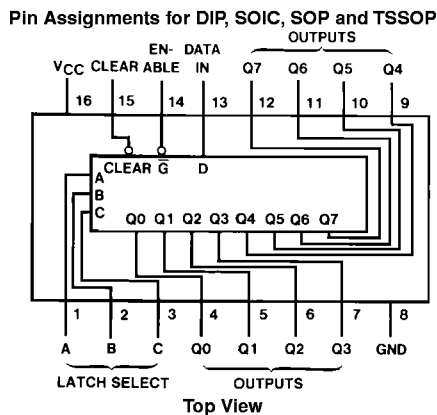 Pin Assignments for DIP, SOIC, SOP and TSSOP
OUTPUTS
EN- DATA
VCC CLEAR ABLE IN Q7 Q6 Q5 Q4
16 15 14 13 12 11 10 9
CLEAR G̅ D
A
B
C
Q0 Q1 Q2 Q3 Q4 Q5 Q6 Q7
1 2 3 4 5 6 7 8
A B C Q0 Q1 Q2 Q3 GND
LATCH SELECT OUTPUTS
Top View